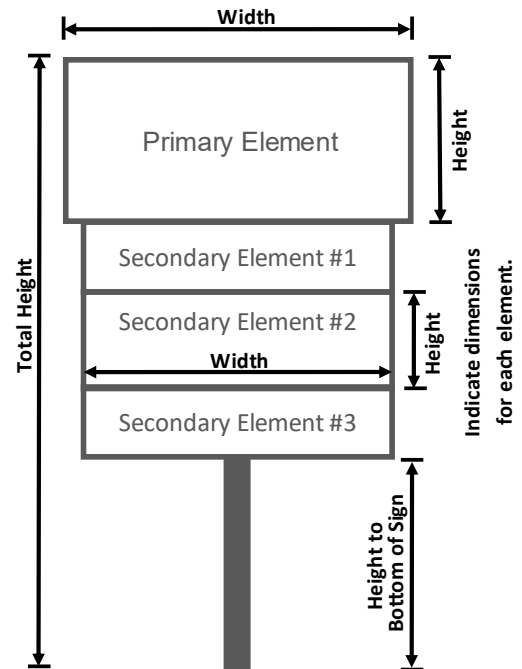 Width
Primary Element
Height
Secondary Element #1
Secondary Element #2
Width
Height
Secondary Element #3
Total Height
Indicate dimensions
for each element.
Height to
Bottom of Sign